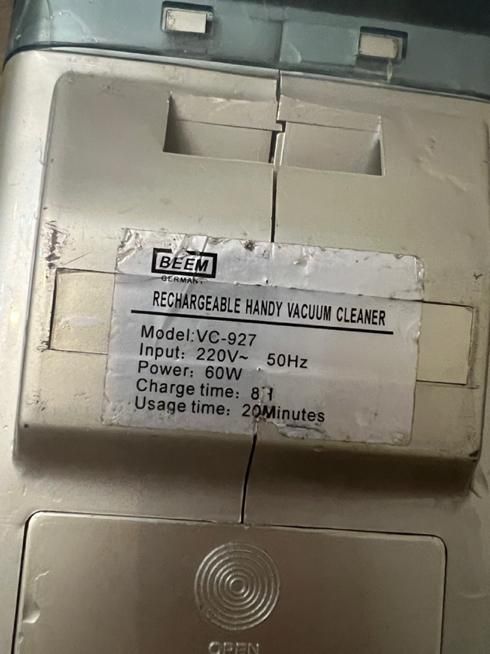 BEEM
GERMANY
RECHARGEABLE HANDY VACUUM CLEANER
Model:VC-927
Input: 220V~ 50Hz
Power: 60W
Charge time: 8H
Usage time: 20Minutes
OPEN